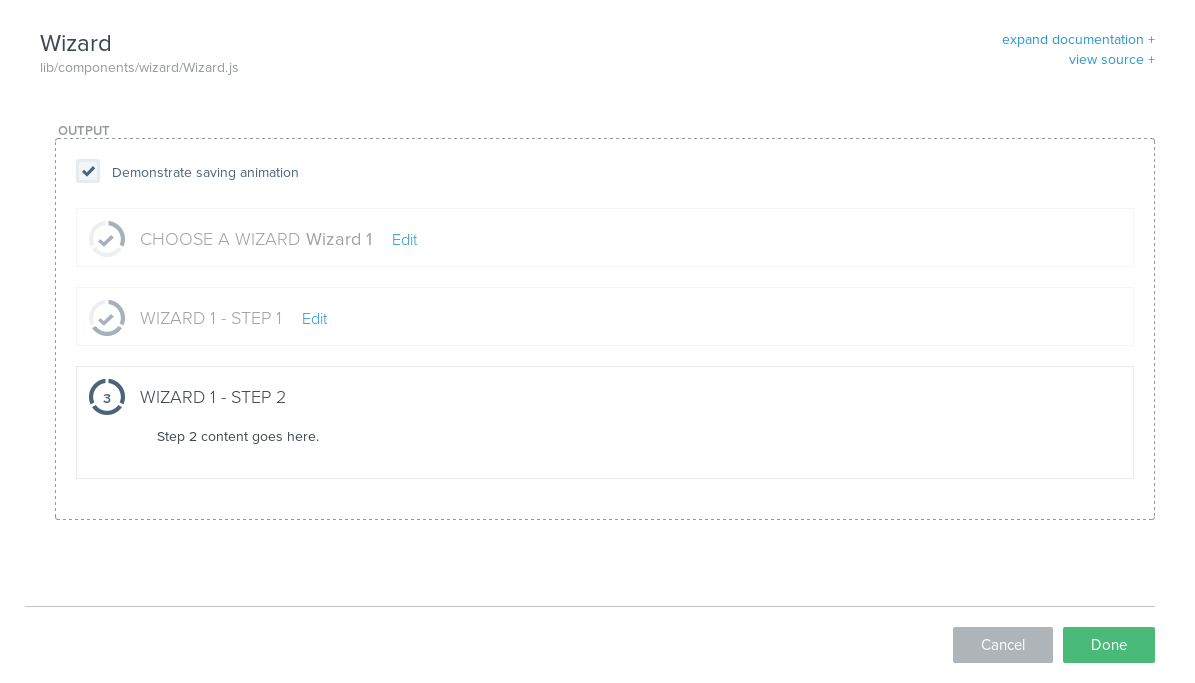 Wizard
lib/components/wizard/Wizard.js
expand documentation +
view source +
OUTPUT
Demonstrate saving animation
CHOOSE A WIZARD Wizard 1 Edit
WIZARD 1 - STEP 1 Edit
3 WIZARD 1 - STEP 2
Step 2 content goes here.
Cancel Done